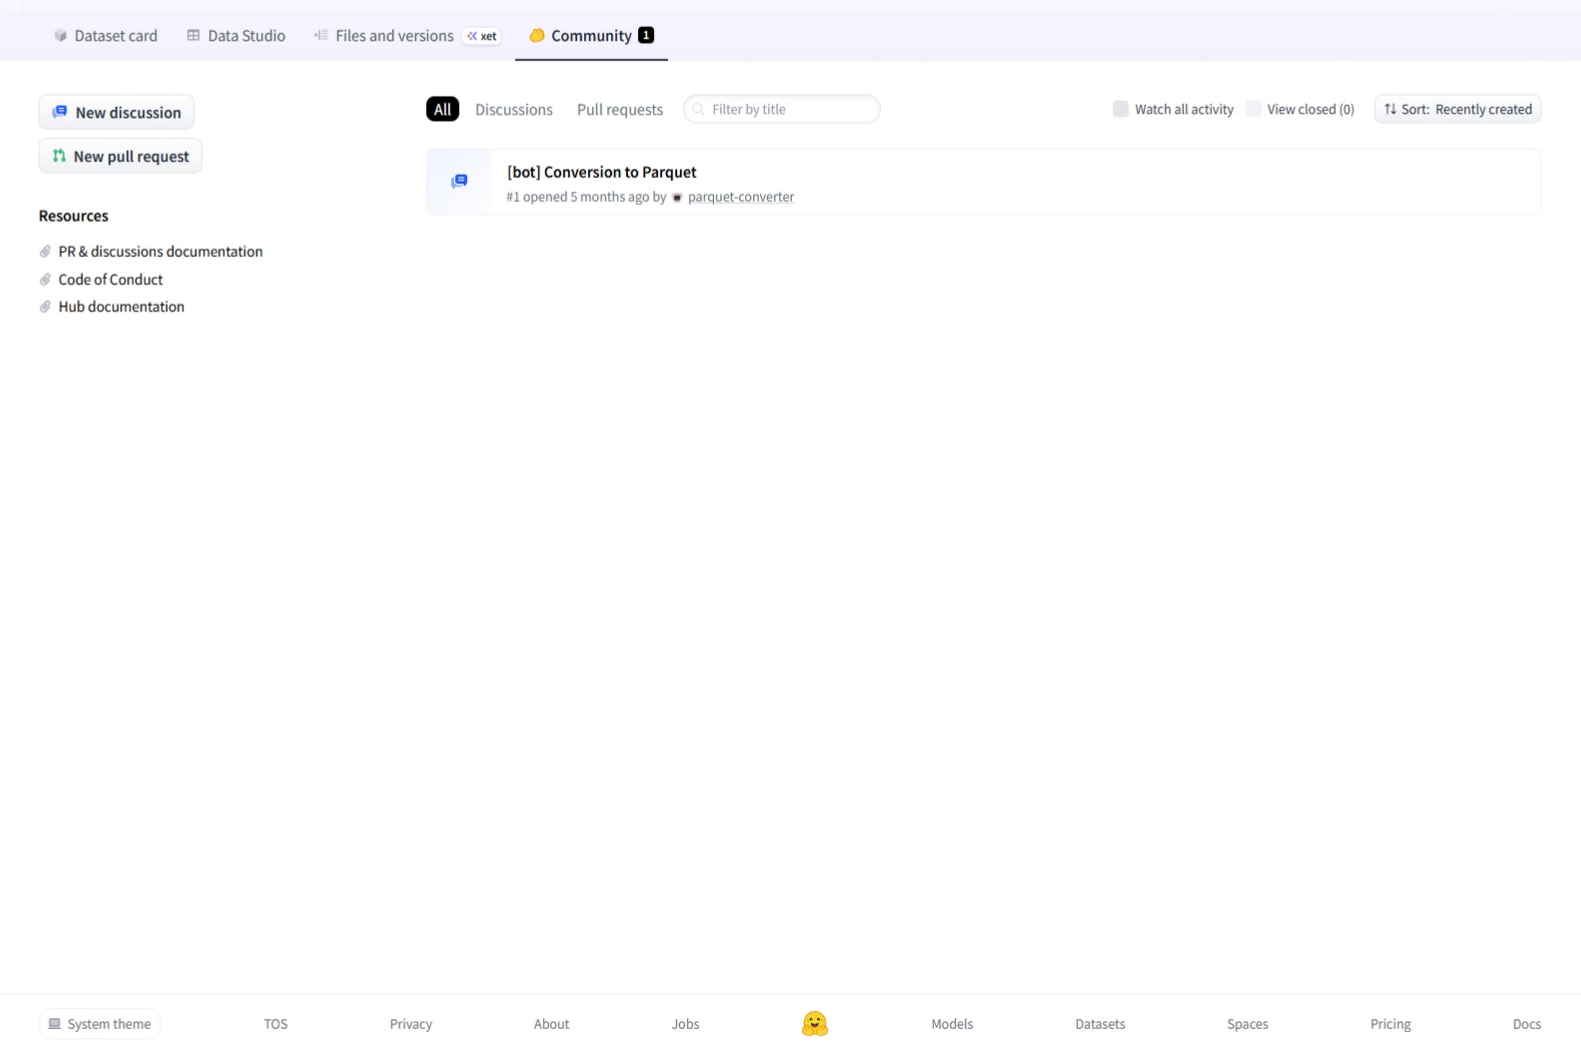 Dataset card
Data Studio
Files and versions
xet
Community 1
New discussion
New pull request
Resources
PR & discussions documentation
Code of Conduct
Hub documentation
All
Discussions
Pull requests
Filter by title
Watch all activity
View closed (0)
Sort: Recently created
[bot] Conversion to Parquet
#1 opened 5 months ago by parquet-converter
System theme
TOS
Privacy
About
Jobs
Models
Datasets
Spaces
Pricing
Docs